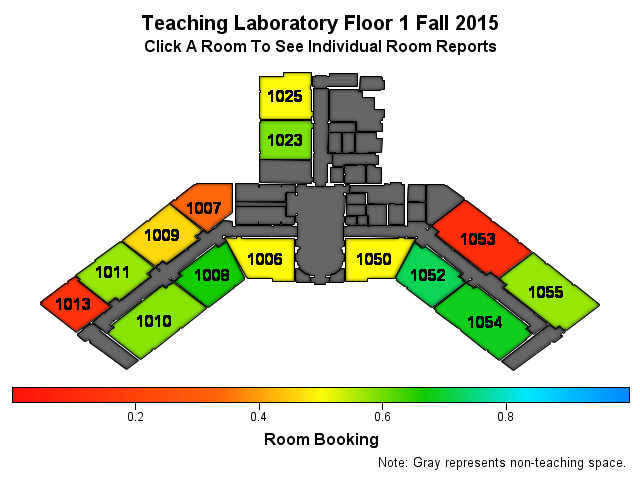 Teaching Laboratory Floor 1 Fall 2015
Click A Room To See Individual Room Reports
1025
1023
1007
1009
1011
1013
1006
1008
1010
1050
1053
1052
1055
1054
0.2 0.4 0.6 0.8
Room Booking
Note: Gray represents non-teaching space.